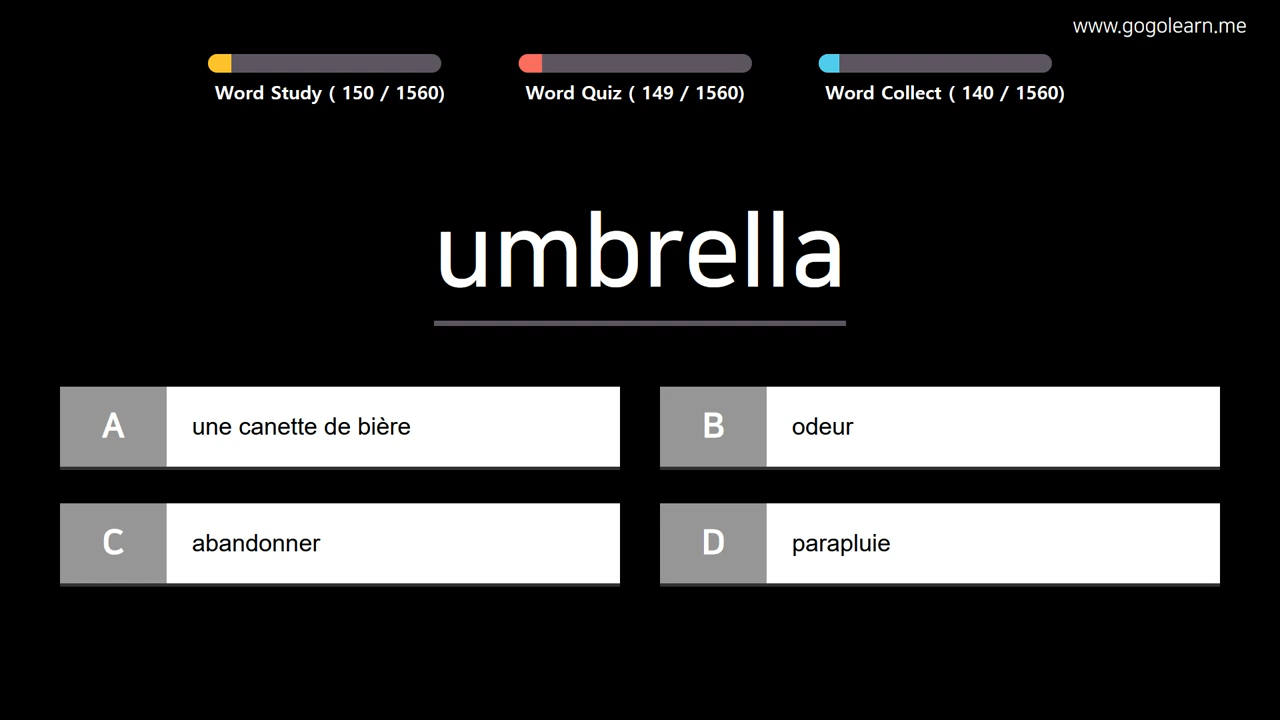 www.gogolearn.me
Word Study ( 150 / 1560)
Word Quiz ( 149 / 1560)
Word Collect ( 140 / 1560)
umbrella
A une canette de bière
B odeur
C abandonner
D parapluie